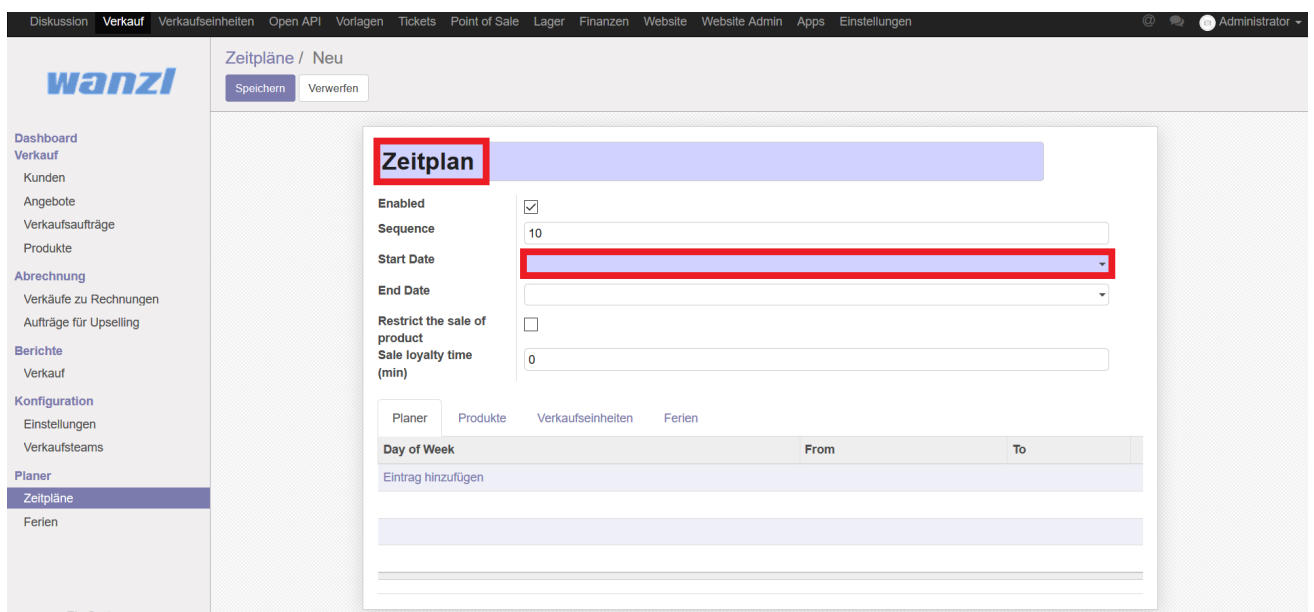 Diskussion Verkauf Verkaufseinheiten Open API Vorlagen Tickets Point of Sale Lager Finanzen Website Website Admin Apps Einstellungen @ Administrator
wanzl
Zeitpläne / Neu
Speichern Verwerfen
Dashboard
Verkauf
Kunden
Angebote
Verkaufsaufträge
Produkte
Abrechnung
Verkäufe zu Rechnungen
Aufträge für Upselling
Berichte
Verkauf
Konfiguration
Einstellungen
Verkaufsteams
Planer
Zeitpläne
Ferien
Zeitplan
Enabled
Sequence 10
Start Date
End Date
Restrict the sale of
product
Sale loyalty time
(min) 0
Planer Produkte Verkaufseinheiten Ferien
Day of Week From To
Eintrag hinzufügen